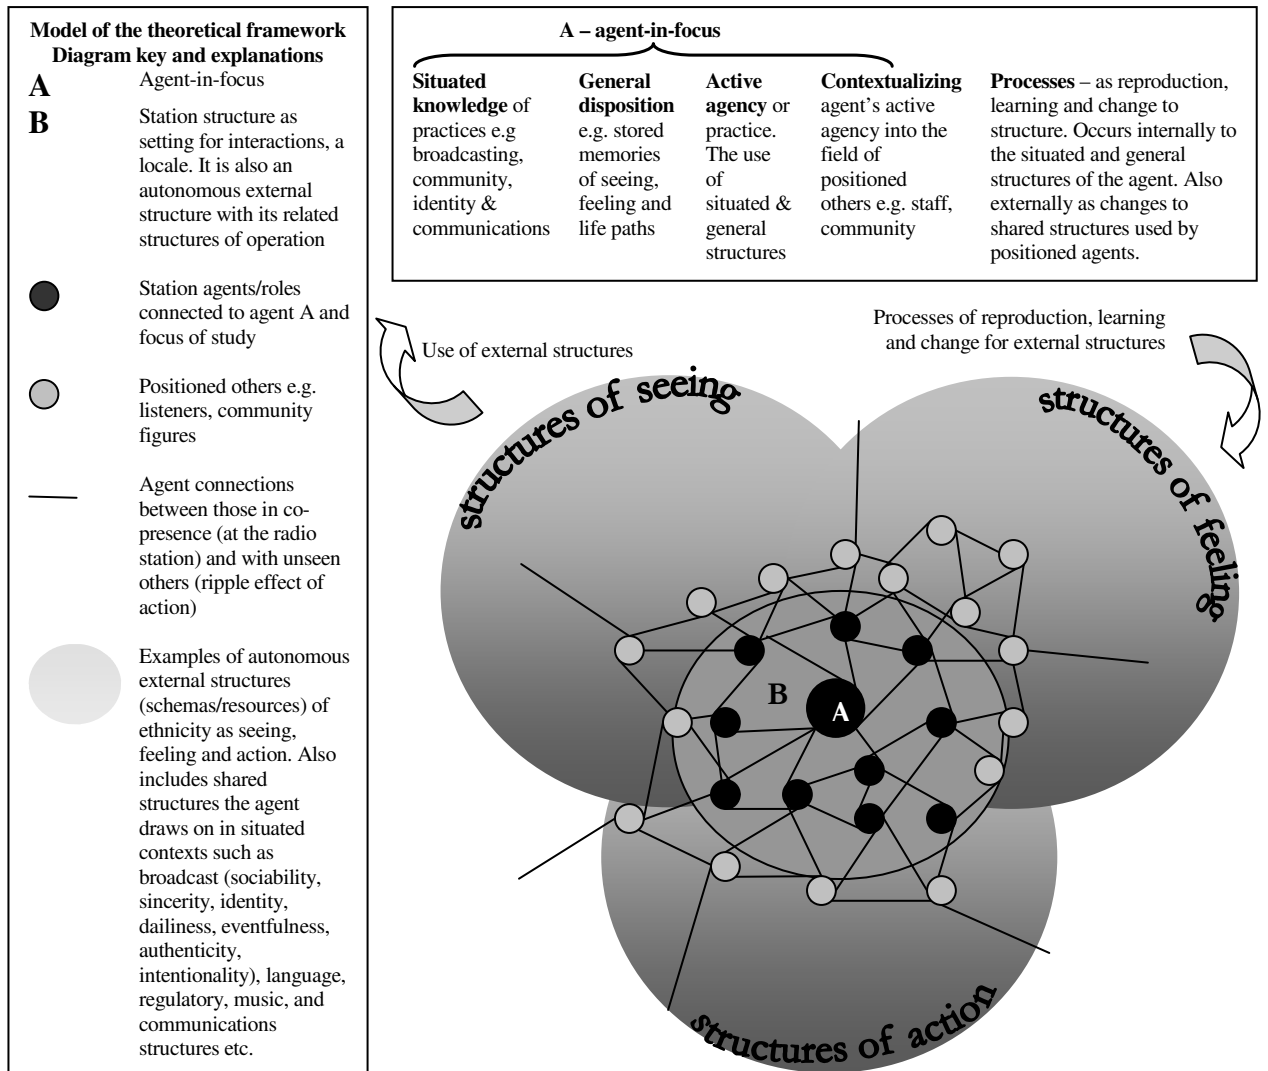 Model of the theoretical framework
Diagram key and explanations
A
Agent-in-focus
B
Station structure as
setting for interactions, a
locale. It is also an
autonomous external
structure with its related
structures of operation
Station agents/roles
connected to agent A and
focus of study
Positioned others e.g.
listeners, community
figures
Agent connections
between those in co-
presence (at the radio
station) and with unseen
others (ripple effect of
action)
Examples of autonomous
external structures
(schemas/resources) of
ethnicity as seeing,
feeling and action. Also
includes shared
structures the agent
draws on in situated
contexts such as
broadcast (sociability,
sincerity, identity,
dailiness, eventfulness,
authenticity,
intentionality), language,
regulatory, music, and
communications
structures etc.
A – agent-in-focus
Situated
knowledge of
practices e.g
broadcasting,
community,
identity &
communications
General
disposition
e.g. stored
memories
of seeing,
feeling and
life paths
Active
agency or
practice.
The use
of
situated &
general
structures
Contextualizing
agent's active
agency into the
field of
positioned
others e.g. staff,
community
Processes – as reproduction,
learning and change to
structure. Occurs internally to
the situated and general
structures of the agent. Also
externally as changes to
shared structures used by
positioned agents.
Use of external structures
Processes of reproduction, learning
and change for external structures
structures of seeing
structures of feeling
B
A
structures of action